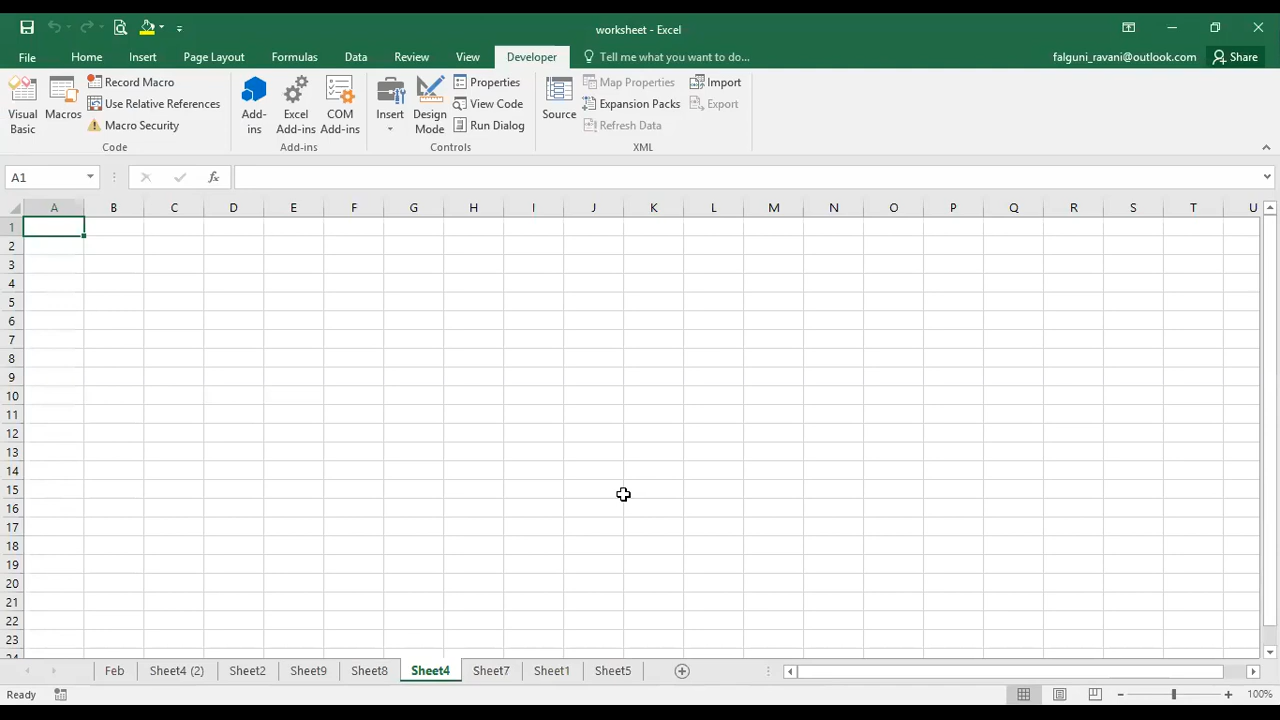 worksheet - Excel
File Home Insert Page Layout Formulas Data Review View Developer Tell me what you want to do... falguni_ravani@outlook.com Share
Visual Basic
Macros
Record Macro
Use Relative References
Macro Security
Code
Add-ins
Excel Add-ins
COM Add-ins
Add-ins
Insert
Design Mode
Properties
View Code
Run Dialog
Controls
Source
Map Properties
Expansion Packs
Refresh Data
Import
Export
XML
A1 fx
A B C D E F G H I J K L M N O P Q R S T U
1
2
3
4
5
6
7
8
9
10
11
12
13
14
15
16
17
18
19
20
21
22
23
24
Feb Sheet4 (2) Sheet2 Sheet9 Sheet8 Sheet4 Sheet7 Sheet1 Sheet5
Ready 100%